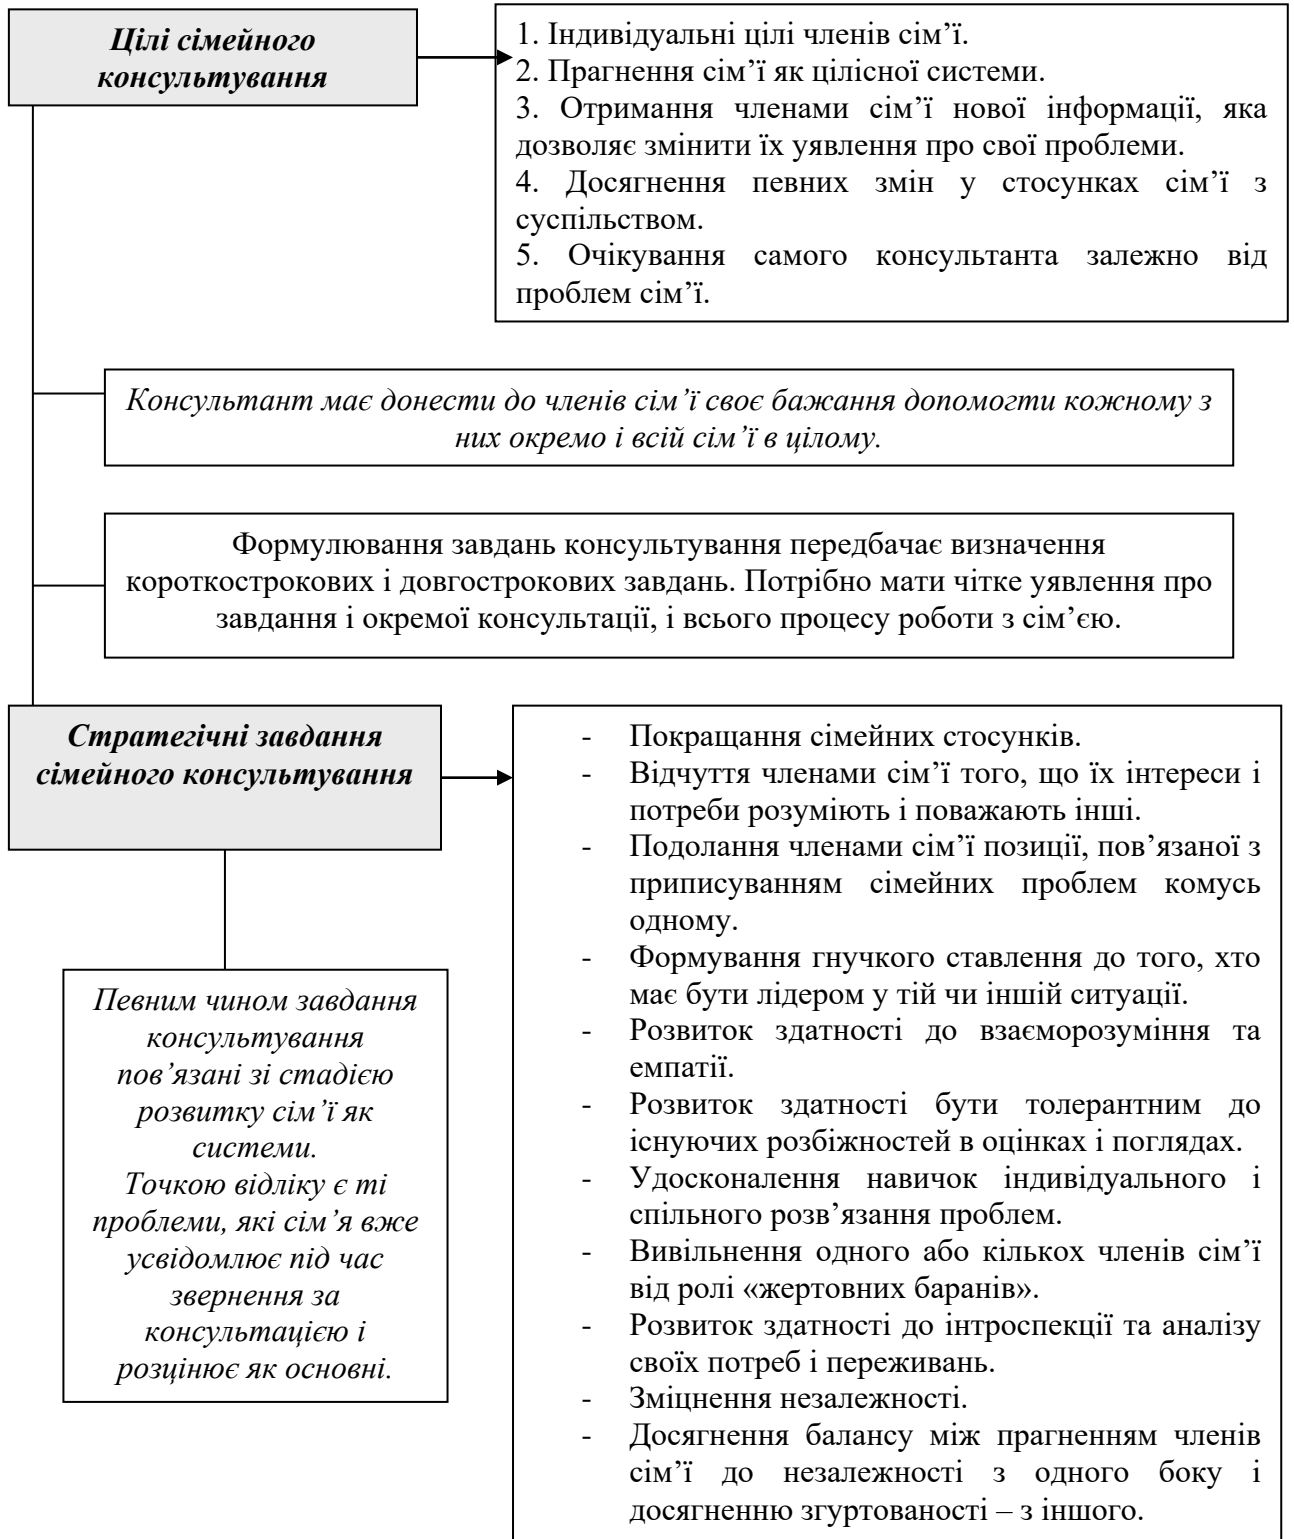 Цілі сімейного
консультування
1. Індивідуальні цілі членів сім’ї.
2. Прагнення сім’ї як цілісної системи.
3. Отримання членами сім’ї нової інформації, яка
дозволяє змінити їх уявлення про свої проблеми.
4. Досягнення певних змін у стосунках сім’ї з
суспільством.
5. Очікування самого консультанта залежно від
проблем сім’ї.
Консультант має донести до членів сім’ї своє бажання допомогти кожному з
них окремо і всій сім’ї в цілому.
Формулювання завдань консультування передбачає визначення
короткострокових і довгострокових завдань. Потрібно мати чітке уявлення про
завдання і окремої консультації, і всього процесу роботи з сім’єю.
Стратегічні завдання
сімейного консультування
- Покращання сімейних стосунків.
- Відчуття членами сім’ї того, що їх інтереси і
потреби розуміють і поважають інші.
- Подолання членами сім’ї позиції, пов’язаної з
приписуванням сімейних проблем комусь
одному.
- Формування гнучкого ставлення до того, хто
має бути лідером у тій чи іншій ситуації.
- Розвиток здатності до взаєморозуміння та
емпатії.
- Розвиток здатності бути толерантним до
існуючих розбіжностей в оцінках і поглядах.
- Удосконалення навичок індивідуального і
спільного розв’язання проблем.
- Вивільнення одного або кількох членів сім’ї
від ролі «жертовних баранів».
- Розвиток здатності до інтроспекції та аналізу
своїх потреб і переживань.
- Зміцнення незалежності.
- Досягнення балансу між прагненням членів
сім’ї до незалежності з одного боку і
досягненню згуртованості – з іншого.
Певним чином завдання
консультування
пов’язані зі стадією
розвитку сім’ї як
системи.
Точкою відліку є ті
проблеми, які сім’я вже
усвідомлює під час
звернення за
консультацією і
розцінює як основні.